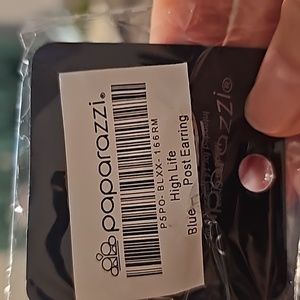 paparazzi®
P5PO-BLXX-166RM
High Life
Blue Post Earring
paparazzi®